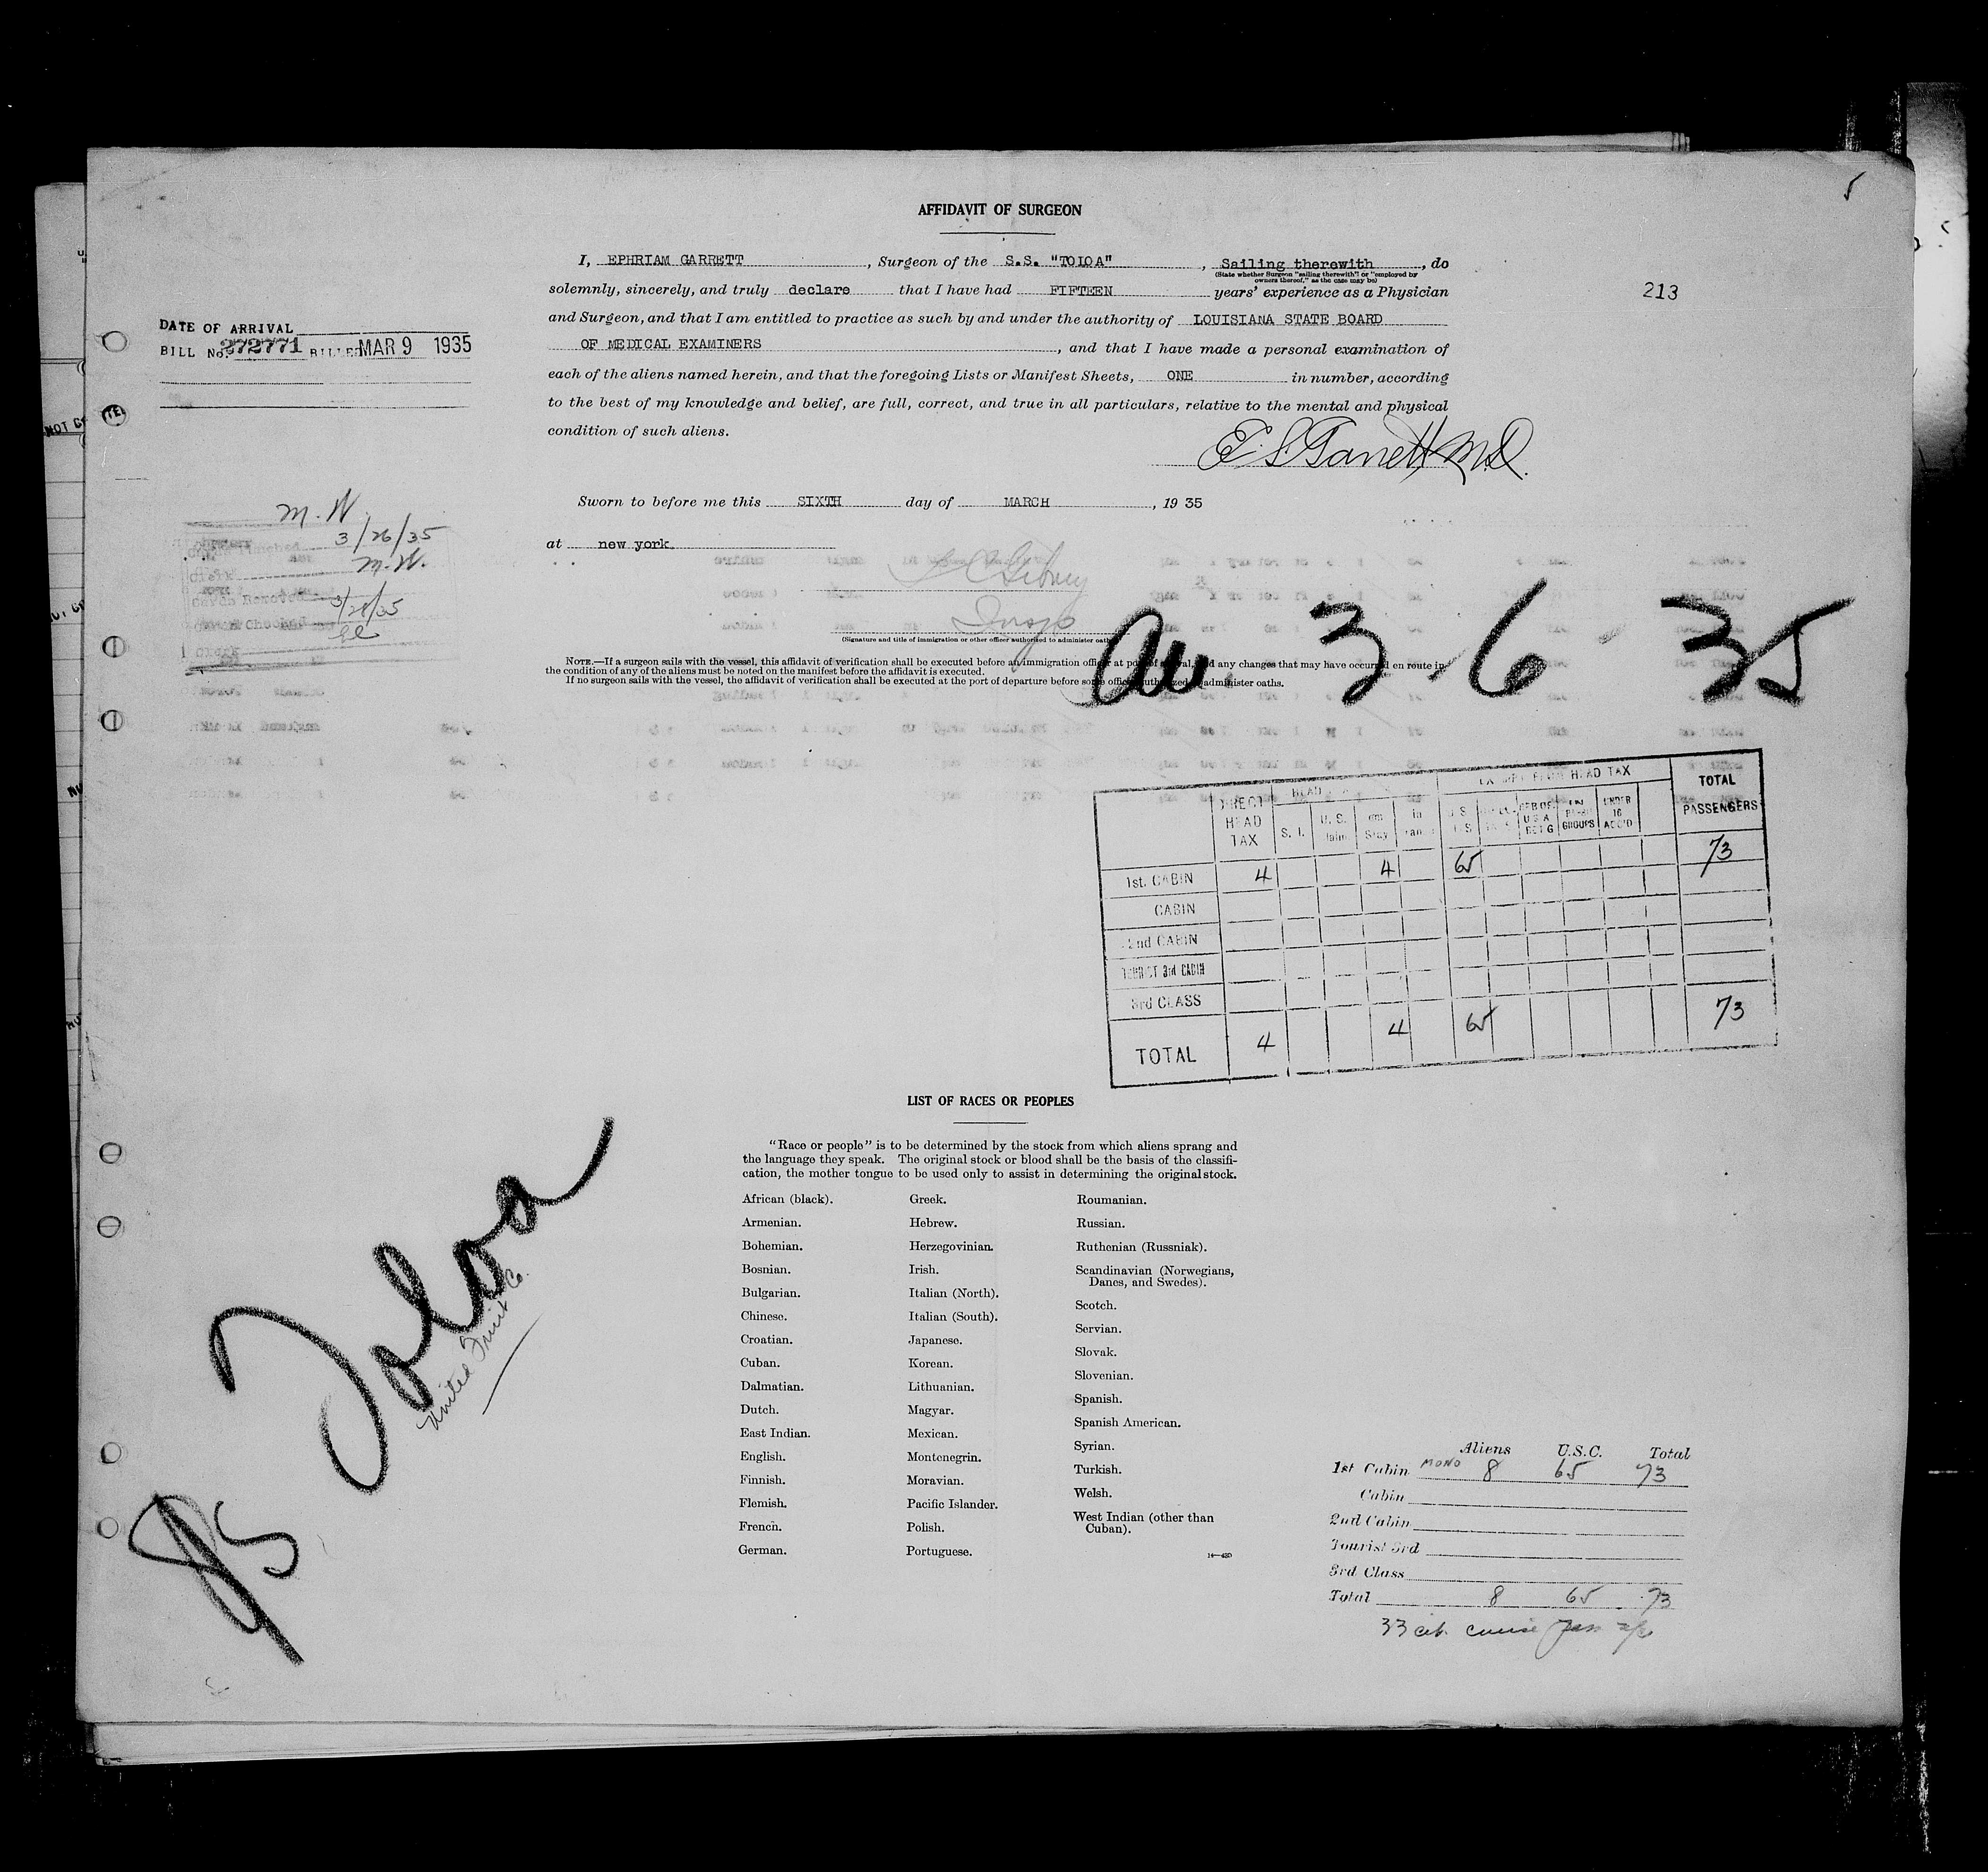 5
AFFIDAVIT OF SURGEON
I, EPHRIAM GARRETT, Surgeon of the S.S. "TOLOA", Sailing therewith, do
(State whether Surgeon "sailing therewith" or "employed by
owners thereof," as the case may be)
solemnly, sincerely, and truly declare that I have had FIFTEEN years' experience as a Physician
213
and Surgeon, and that I am entitled to practice as such by and under the authority of LOUISIANA STATE BOARD
OF MEDICAL EXAMINERS, and that I have made a personal examination of
each of the aliens named herein, and that the foregoing Lists or Manifest Sheets, ONE in number, according
to the best of my knowledge and belief, are full, correct, and true in all particulars, relative to the mental and physical
condition of such aliens.
E S Garrett M.D.
DATE OF ARRIVAL
BILL No. 272771 BILLED MAR 9 1935
Sworn to before me this SIXTH day of MARCH, 1935
at new york.
Insp
(Signature and title of immigration or other officer authorized to administer oaths
M.W.
3/26/35
M.W.
Clerk
3/28/35
Clerk
NOTE.—If a surgeon sails with the vessel, this affidavit of verification shall be executed before an immigration officer at port of arrival, and any changes that may have occurred en route in
the condition of any of the aliens must be noted on the manifest before the affidavit is executed.
If no surgeon sails with the vessel, the affidavit of verification shall be executed at the port of departure before some officer authorized to administer oaths.
3 - 6 - 35
DIRECT HEAD TAX
HEAD
EXEMPT FROM HEAD TAX
TOTAL PASSENGERS
S. I.
U. S.
Stay
U. S.
GROUPS
UNDER 16
1st. CABIN 4 4 65 73
CABIN
2nd CABIN
TOURIST 3rd CABIN
3rd CLASS
TOTAL 4 4 65 73
LIST OF RACES OR PEOPLES
"Race or people" is to be determined by the stock from which aliens sprang and
the language they speak. The original stock or blood shall be the basis of the classifi-
cation, the mother tongue to be used only to assist in determining the original stock.
African (black).
Armenian.
Bohemian.
Bosnian.
Bulgarian.
Chinese.
Croatian.
Cuban.
Dalmatian.
Dutch.
East Indian.
English.
Finnish.
Flemish.
French.
German.
Greek.
Hebrew.
Herzegovinian.
Irish.
Italian (North).
Italian (South).
Japanese.
Korean.
Lithuanian.
Magyar.
Mexican.
Montenegrin.
Moravian.
Pacific Islander.
Polish.
Portuguese.
Roumanian.
Russian.
Ruthenian (Russniak).
Scandinavian (Norwegians,
Danes, and Swedes).
Scotch.
Servian.
Slovak.
Slovenian.
Spanish.
Spanish American.
Syrian.
Turkish.
Welsh.
West Indian (other than
Cuban).
Toloa
United Fruit Co.
Aliens U.S.C. Total
1st Cabin MONO 8 65 73
Cabin
2nd Cabin
Tourist 3rd
3rd Class
Total 8 65 73
33 cit. cruise